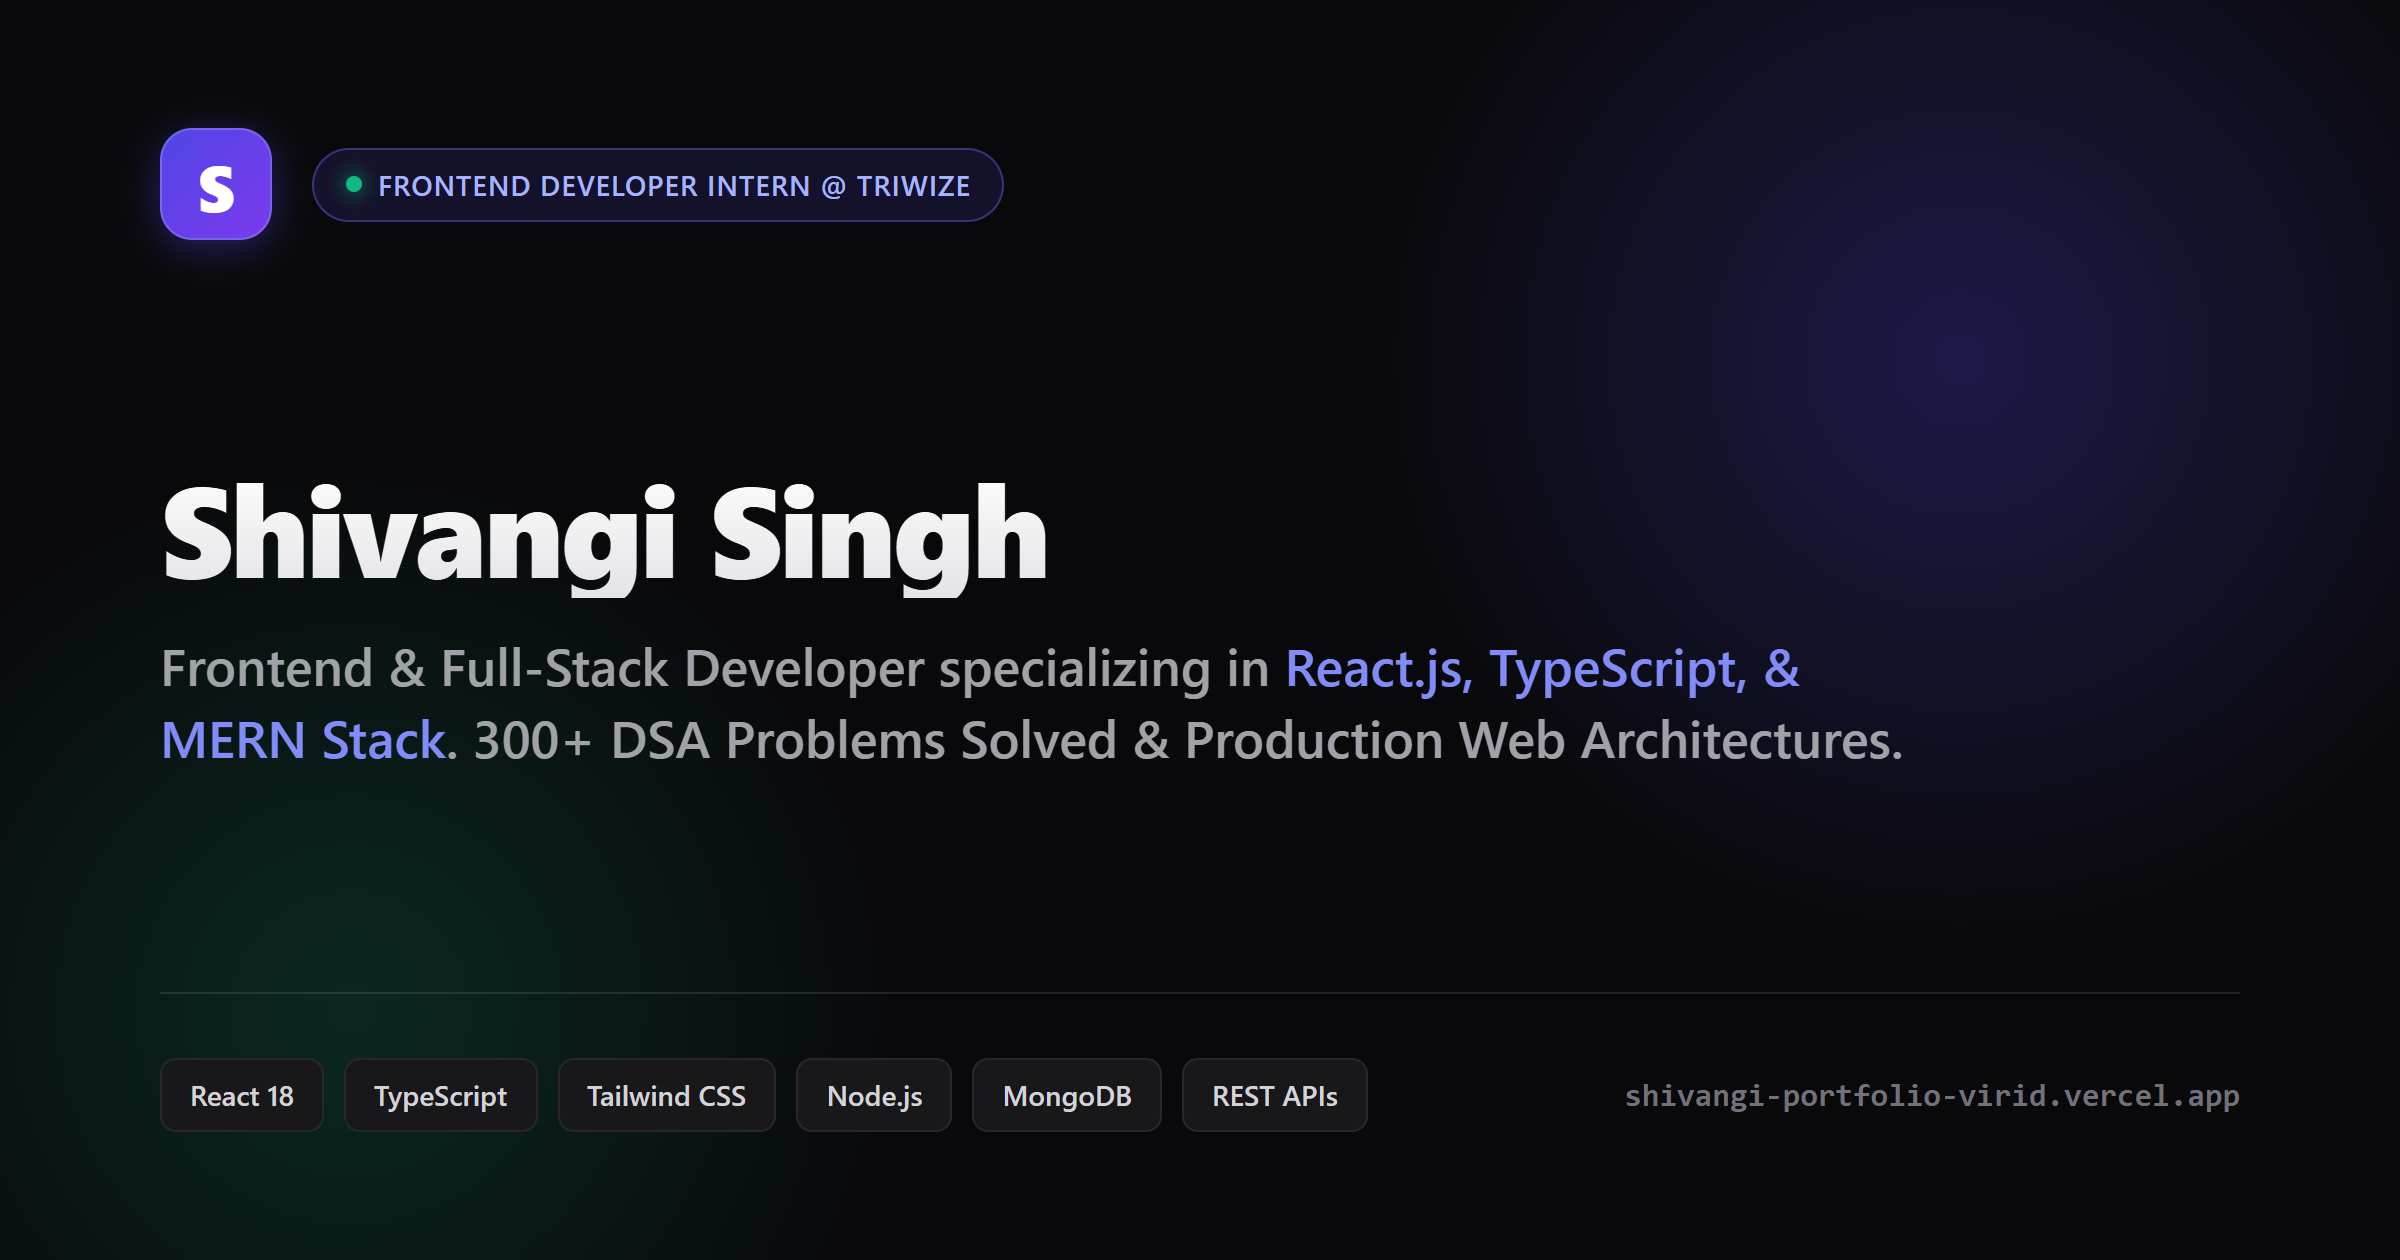 S
FRONTEND DEVELOPER INTERN @ TRIWIZE
Shivangi Singh
Frontend & Full-Stack Developer specializing in React.js, TypeScript, &
MERN Stack. 300+ DSA Problems Solved & Production Web Architectures.
React 18
TypeScript
Tailwind CSS
Node.js
MongoDB
REST APIs
shivangi-portfolio-virid.vercel.app